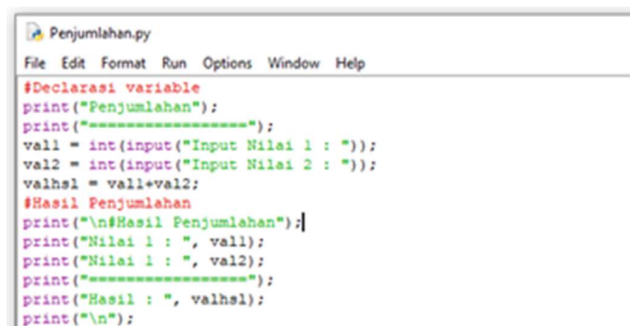 Penjumlahan.py
File Edit Format Run Options Window Help
#Declarasi variable
print("Penjumlahan");
print("==================");
val1 = int(input("Input Nilai 1 : "));
val2 = int(input("Input Nilai 2 : "));
valhsl = val1+val2;
#Hasil Penjumlahan
print("\n#Hasil Penjumlahan");
print("Nilai 1 : ", val1);
print("Nilai 1 : ", val2);
print("==================");
print("Hasil : ", valhsl);
print("\n");